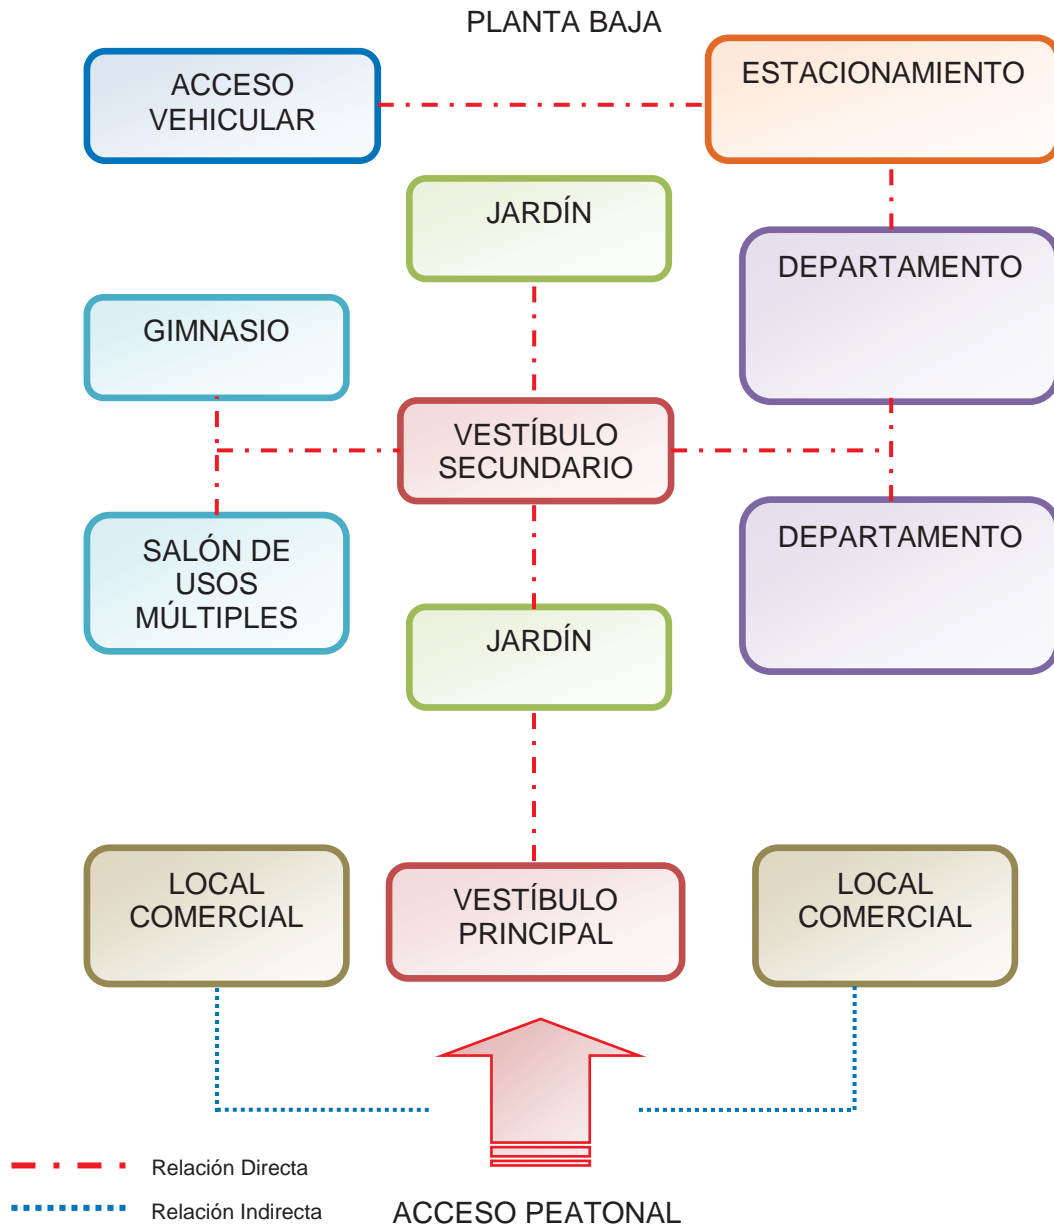 PLANTA BAJA
ACCESO
VEHICULAR
ESTACIONAMIENTO
JARDÍN
DEPARTAMENTO
GIMNASIO
VESTÍBULO
SECUNDARIO
SALÓN DE
USOS
MÚLTIPLES
DEPARTAMENTO
JARDÍN
LOCAL
COMERCIAL
VESTÍBULO
PRINCIPAL
LOCAL
COMERCIAL
Relación Directa
Relación Indirecta
ACCESO PEATONAL